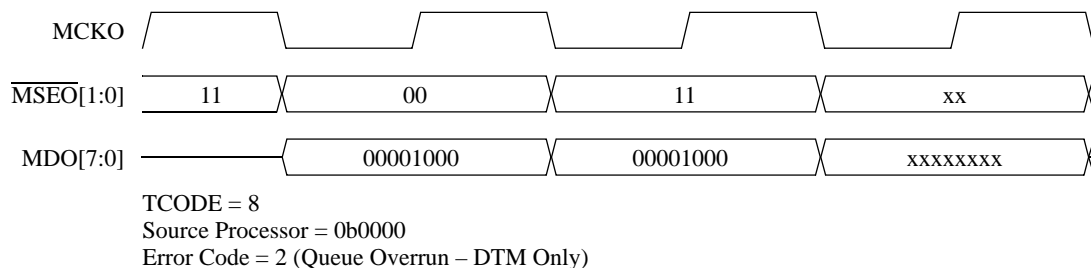 MCKO
MSEO[1:0] 11 00 11 xx
MDO[7:0] 00001000 00001000 xxxxxxxx
TCODE = 8
Source Processor = 0b0000
Error Code = 2 (Queue Overrun – DTM Only)